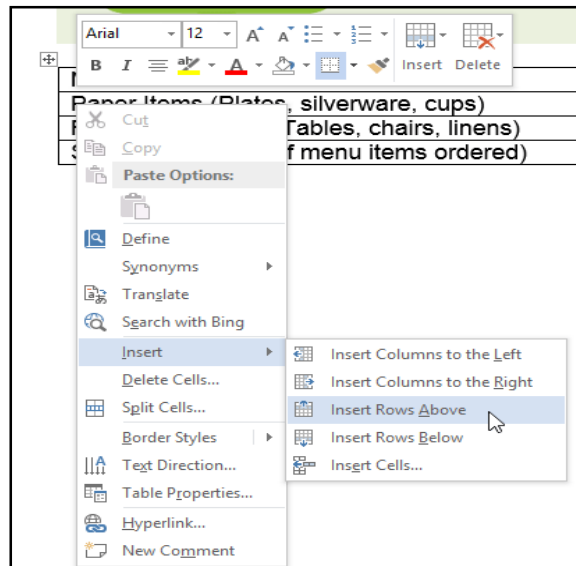 Arial 12
B I Insert Delete
Paper Items (Plates, silverware, cups)
Tables, chairs, linens)
f menu items ordered)
Cut
Copy
Paste Options:
Define
Synonyms
Translate
Search with Bing
Insert
Delete Cells...
Split Cells...
Border Styles
Text Direction...
Table Properties...
Hyperlink...
New Comment
Insert Columns to the Left
Insert Columns to the Right
Insert Rows Above
Insert Rows Below
Insert Cells...